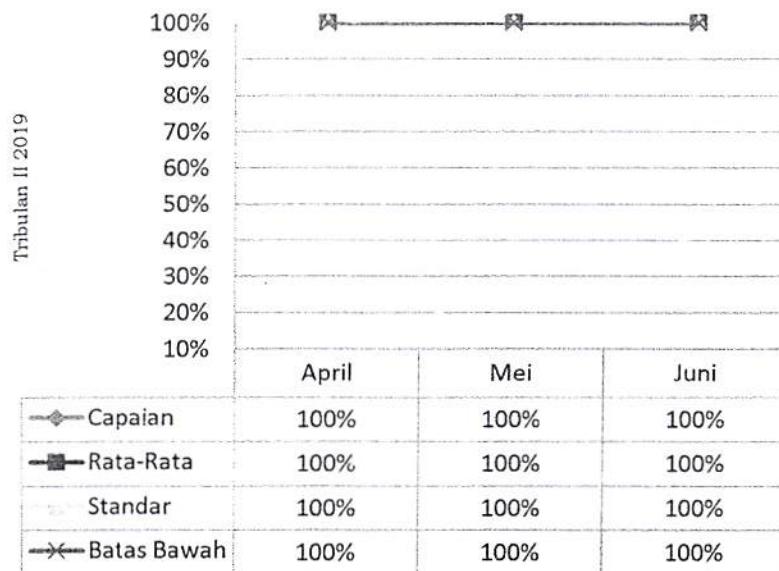 Tribulan II 2019
100%
90%
80%
70%
60%
50%
40%
30%
20%
10%
April Mei Juni
Capaian 100% 100% 100%
Rata-Rata 100% 100% 100%
Standar 100% 100% 100%
Batas Bawah 100% 100% 100%